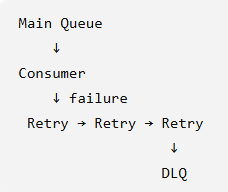 Main Queue
↓
Consumer
↓ failure
Retry → Retry → Retry
↓
DLQ